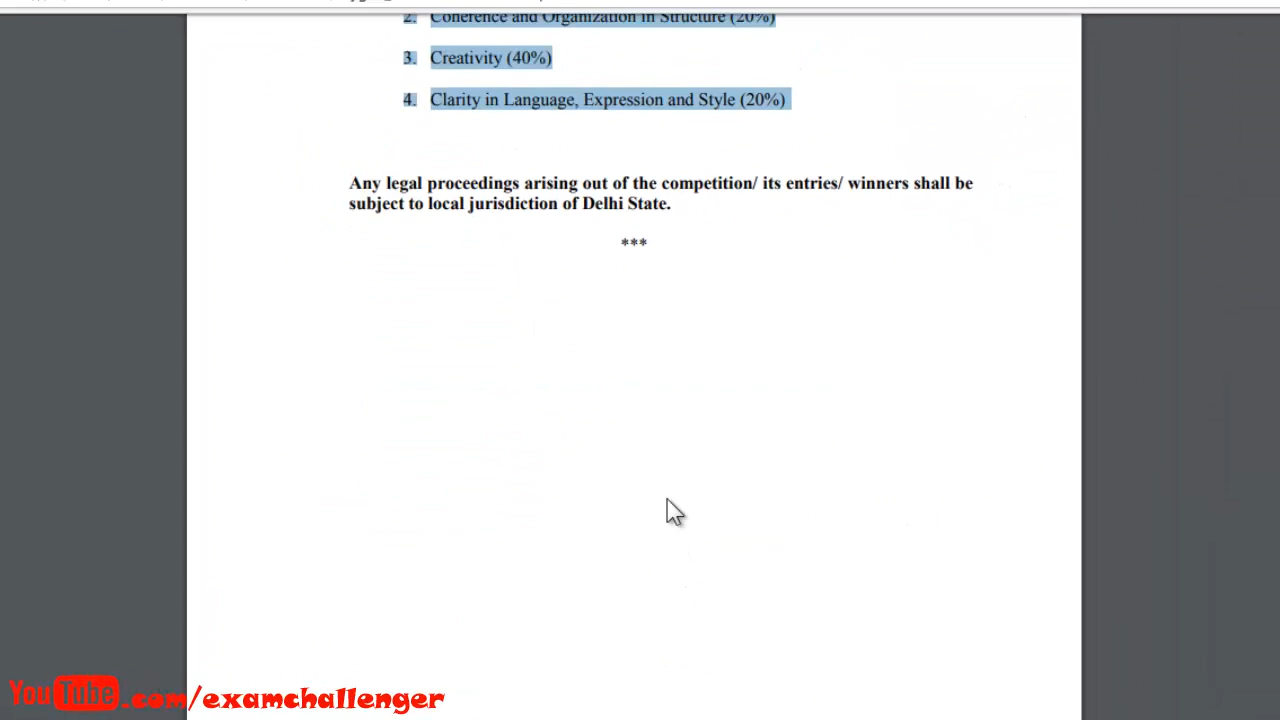 2. Coherence and Organization in Structure (20%)
3. Creativity (40%)
4. Clarity in Language, Expression and Style (20%)
Any legal proceedings arising out of the competition/ its entries/ winners shall be
subject to local jurisdiction of Delhi State.
***
YouTube.com/examchallenger